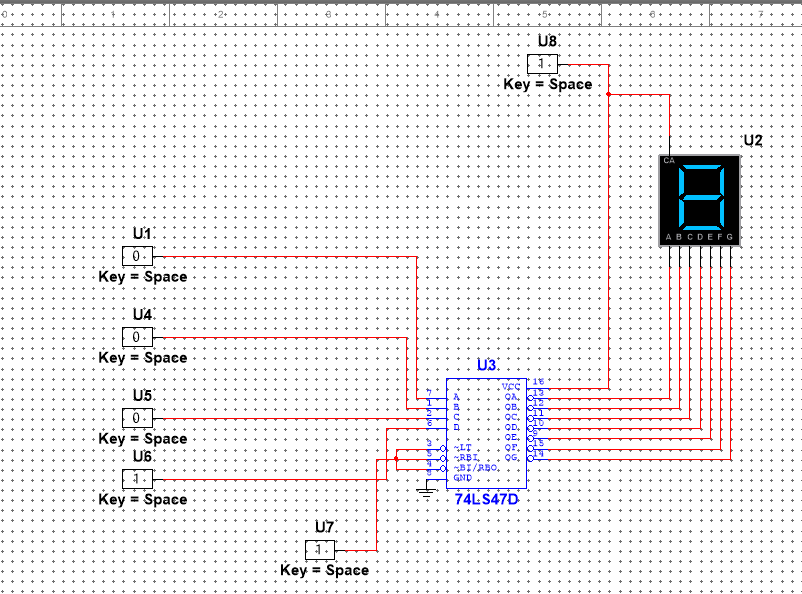 0 1 2 3 4 5 6 7
U8
1
Key = Space
U2
CA
A B C D E F G
U1
0
Key = Space
U4
0
Key = Space
U5
0
Key = Space
U6
1
Key = Space
U7
1
Key = Space
U3
VCC 16
7 A QA 13
1 B QB 12
2 C QC 11
6 D QD 10
QE 9
3 ~LT QF 15
5 ~RBI QG 14
4 ~BI/RBO
8 GND
74LS47D